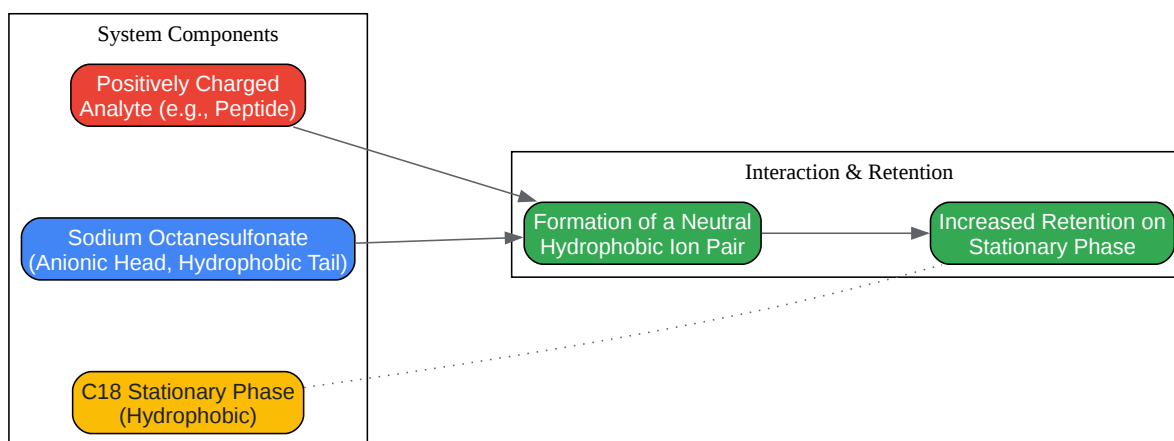 System Components
Positively Charged
Analyte (e.g., Peptide)
Sodium Octanesulfonate
(Anionic Head, Hydrophobic Tail)
C18 Stationary Phase
(Hydrophobic)
Interaction & Retention
Formation of a Neutral
Hydrophobic Ion Pair
Increased Retention on
Stationary Phase